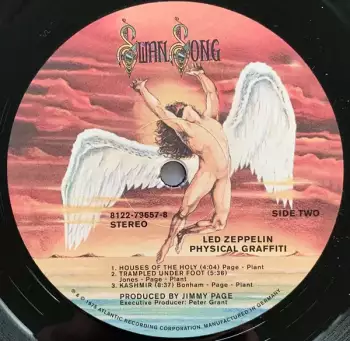 SWAN SONG
8122-79657-8
STEREO
SIDE TWO
LED ZEPPELIN
PHYSICAL GRAFFITI
1. HOUSES OF THE HOLY (4:04) Page - Plant
2. TRAMPLED UNDER FOOT (5:36)
Jones - Page - Plant
3. KASHMIR (8:37) Bonham - Page - Plant
PRODUCED BY JIMMY PAGE
Executive Producer: Peter Grant
℗ & © 1975 ATLANTIC RECORDING CORPORATION. MANUFACTURED IN GERMANY.